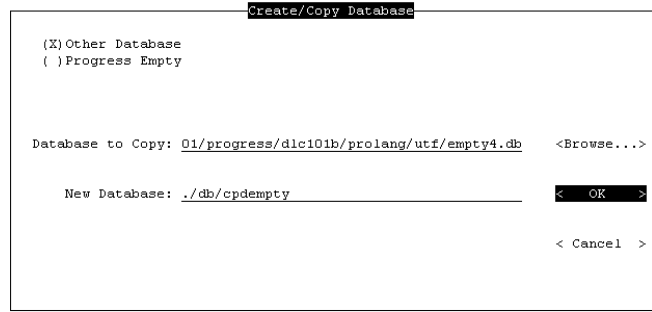 Create/Copy Database
(X)Other Database
( )Progress Empty
Database to Copy: 01/progress/dlc101b/prolang/utf/empty4.db <Browse...>
New Database: ./db/cpdempty < OK >
< Cancel >